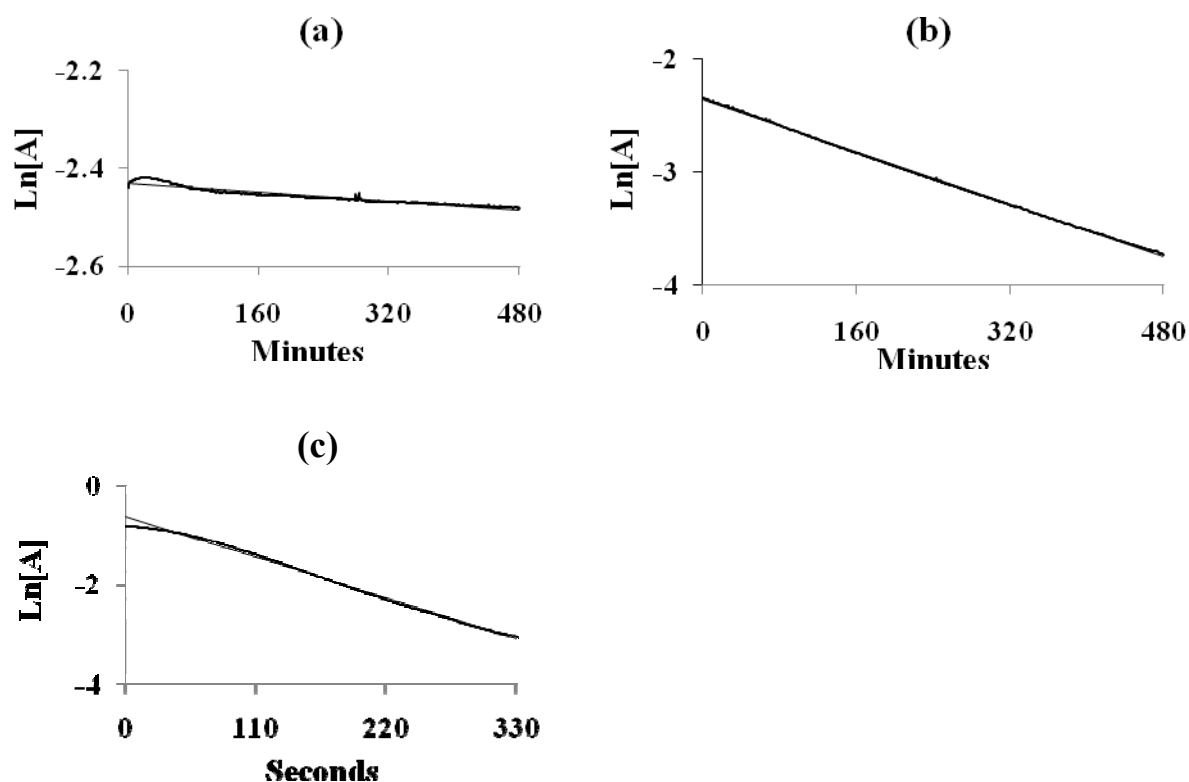 (a)
Ln[A]
-2.2
-2.4
-2.6
0 160 320 480
Minutes
(b)
Ln[A]
-2
-3
-4
0 160 320 480
Minutes
(c)
Ln[A]
0
-2
-4
0 110 220 330
Seconds